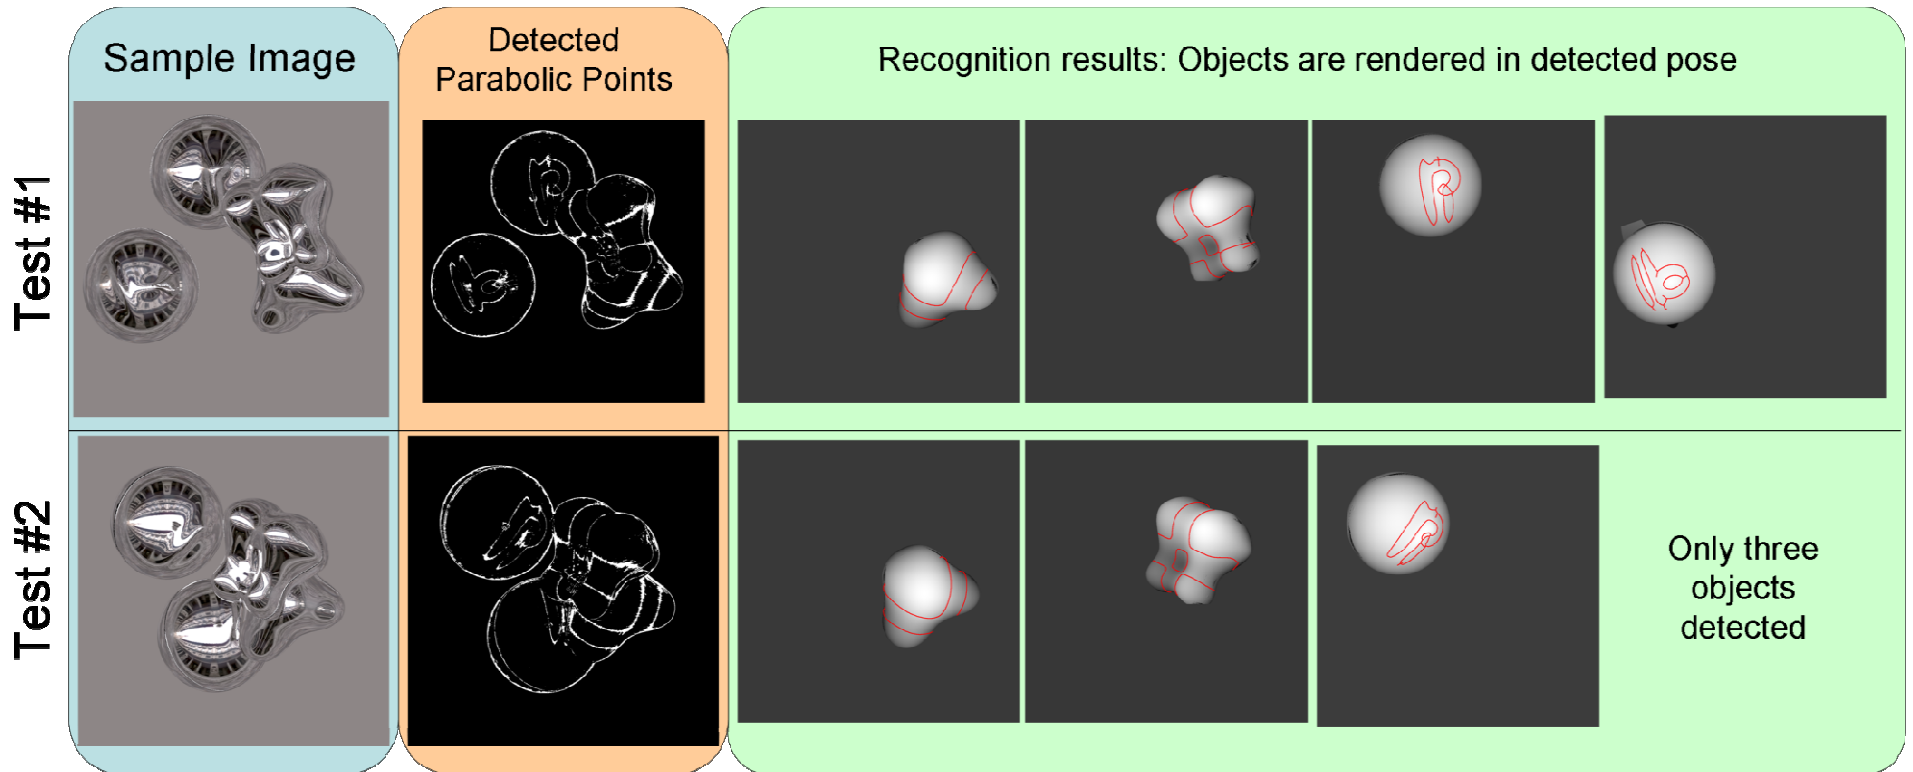 Sample Image
Detected
Parabolic Points
Recognition results: Objects are rendered in detected pose
Test #1
Test #2
Only three
objects
detected